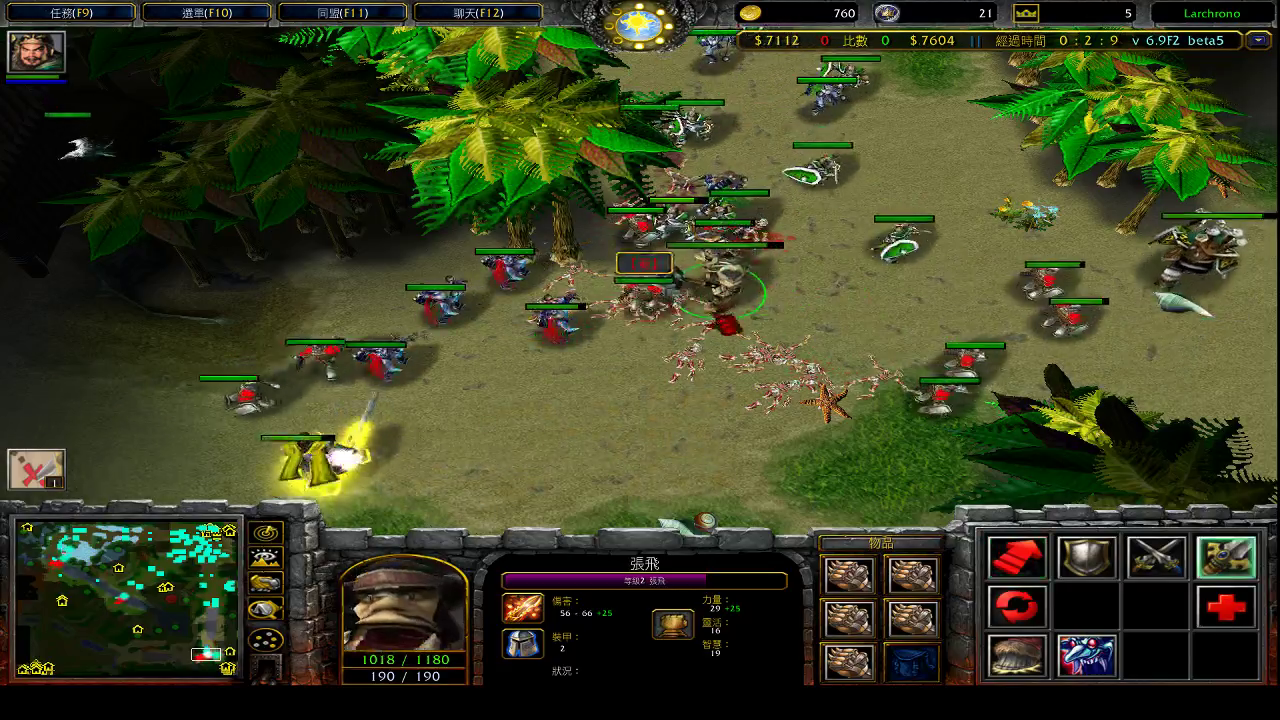 任務(F9) 選單(F10) 同盟(F11) 聊天(F12) 760 21 5 Larchrono
$.7112 0 比數 0 $.7604 || 經過時間 0 : 2 : 9 v 6.9F2 beta5
1
張飛
等級2 張飛
傷害:
56 - 66 +25
裝甲:
2
狀況:
力量:
29 +25
靈活:
16
智慧:
19
1018 / 1180
190 / 190
物品